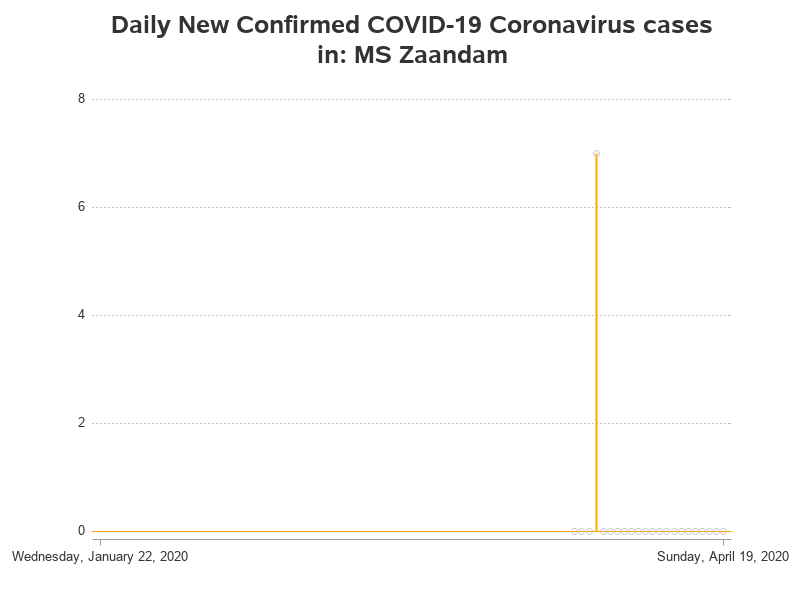 Daily New Confirmed COVID-19 Coronavirus cases
in: MS Zaandam
8
6
4
2
0
Wednesday, January 22, 2020
Sunday, April 19, 2020